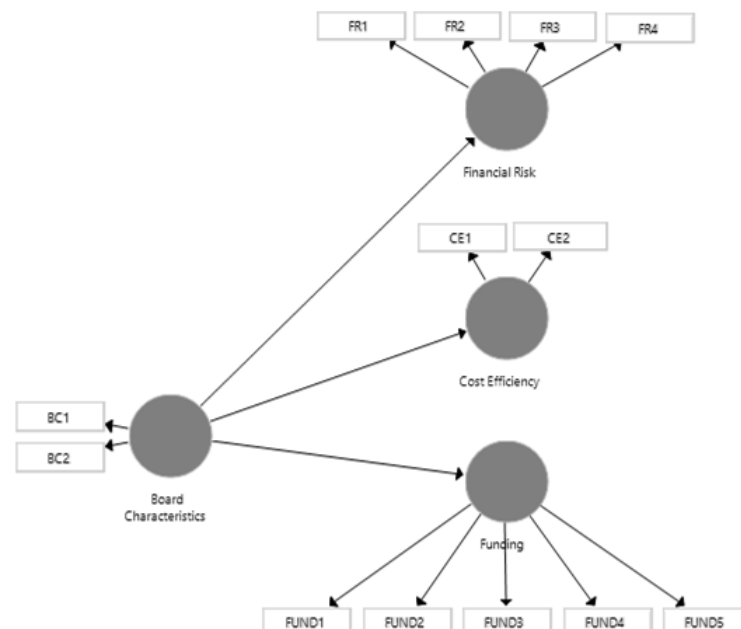 FR1 FR2 FR3 FR4
Financial Risk
CE1 CE2
Cost Efficiency
BC1
BC2
Board
Characteristics
Funding
FUND1 FUND2 FUND3 FUND4 FUND5